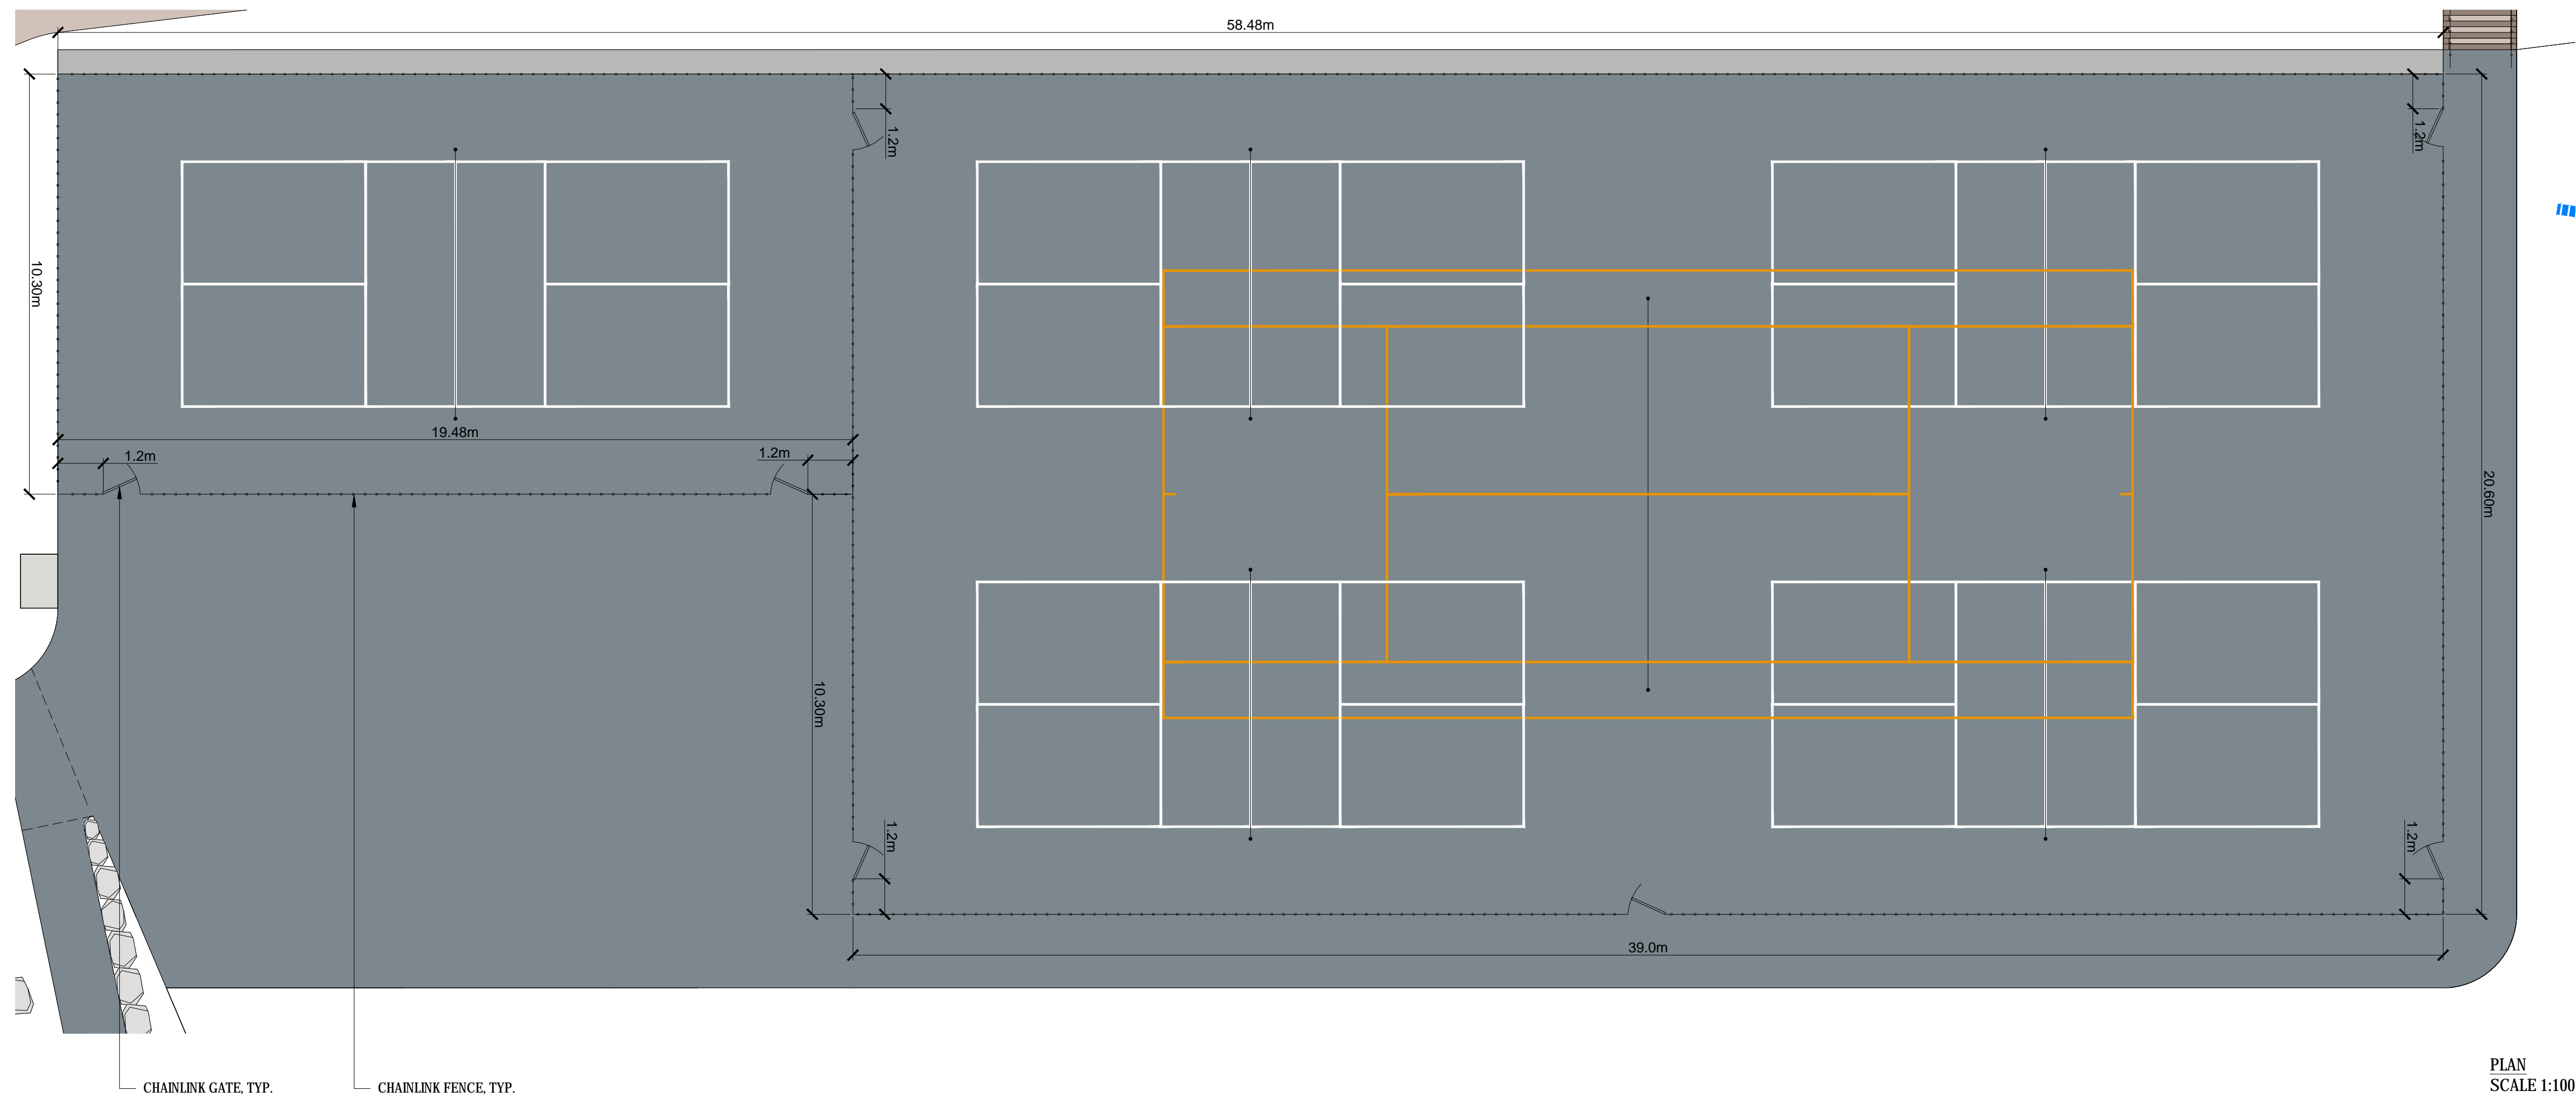 58.48m
1.2m
1.2m
10.30m
19.48m
1.2m
1.2m
20.60m
10.30m
1.2m
1.2m
39.0m
CHAINLINK GATE, TYP.
CHAINLINK FENCE, TYP.
PLAN
SCALE 1:100